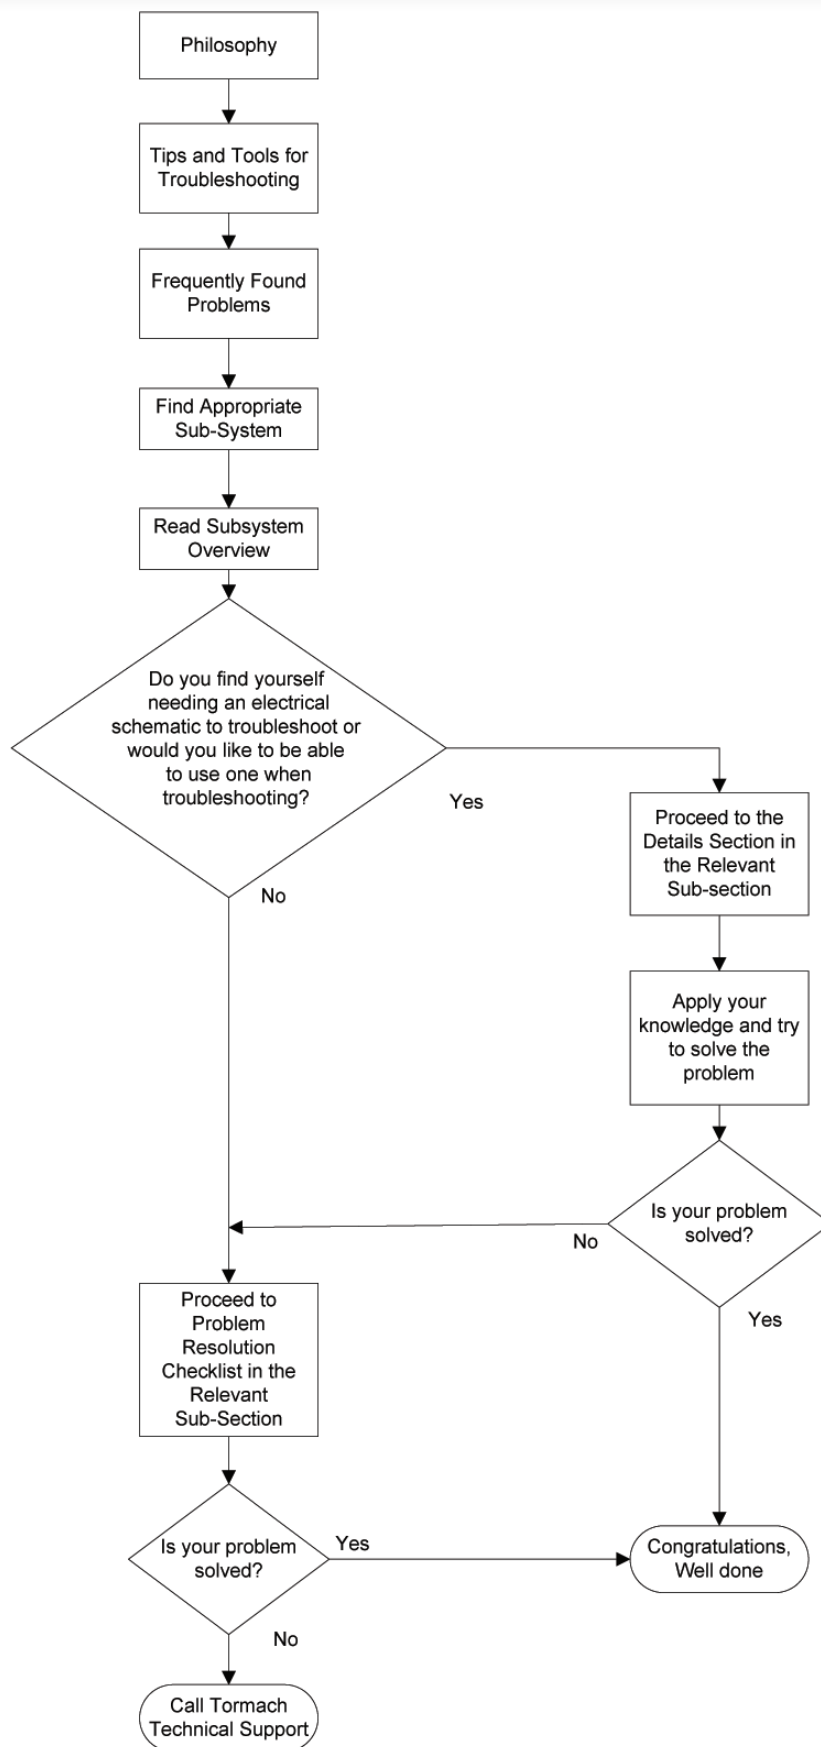 Philosophy
Tips and Tools for
Troubleshooting
Frequently Found
Problems
Find Appropriate
Sub-System
Read Subsystem
Overview
Do you find yourself
needing an electrical
schematic to troubleshoot or
would you like to be able
to use one when
troubleshooting?
Yes
No
Proceed to the
Details Section in
the Relevant
Sub-section
Apply your
knowledge and try
to solve the
problem
Is your problem
solved?
No
Yes
Proceed to
Problem
Resolution
Checklist in the
Relevant
Sub-Section
Is your problem
solved?
Yes
No
Congratulations,
Well done
Call Tormach
Technical Support